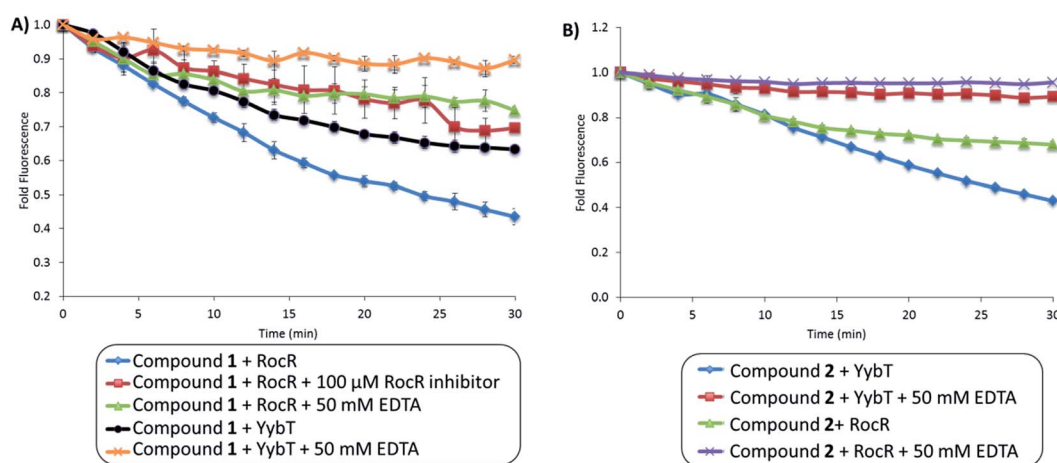 A)
1.0
0.9
0.8
0.7
0.6
0.5
0.4
0.3
0.2
Fold Fluorescence
0 5 10 15 20 25 30
Time (min)
Compound 1 + RocR
Compound 1 + RocR + 100 µM RocR inhibitor
Compound 1 + RocR + 50 mM EDTA
Compound 1 + YybT
Compound 1 + YybT + 50 mM EDTA
B)
1.2
1.0
0.8
0.6
0.4
0.2
0.0
Fold Fluorescence
0 5 10 15 20 25 30
Time (min)
Compound 2 + YybT
Compound 2 + YybT + 50 mM EDTA
Compound 2+ RocR
Compound 2 + RocR + 50 mM EDTA